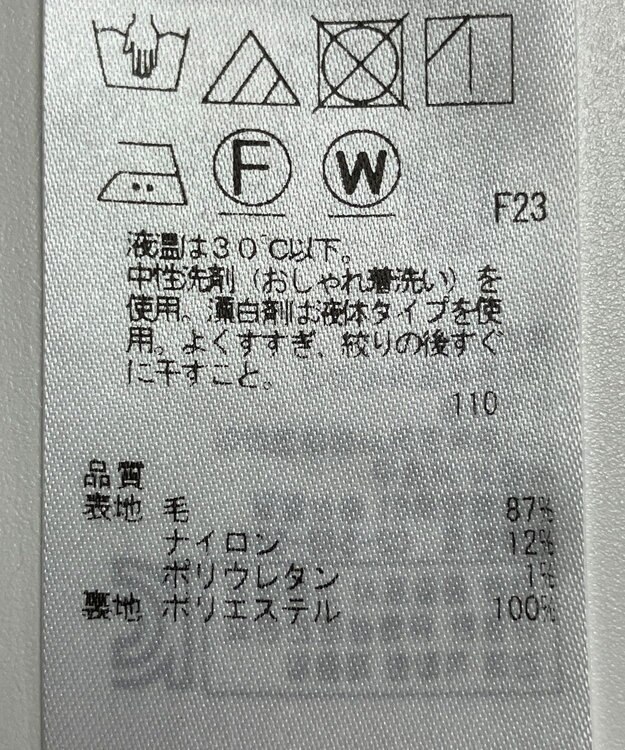 F W
F23
液温は30℃以下。
中性洗剤(おしゃれ着洗い)を
使用。漂白剤は液体タイプを使
用。よくすすぎ、絞りの後すぐ
に干すこと。
110
品質
表地 毛 87%
ナイロン 12%
ポリウレタン 1%
裏地 ポリエステル 100%